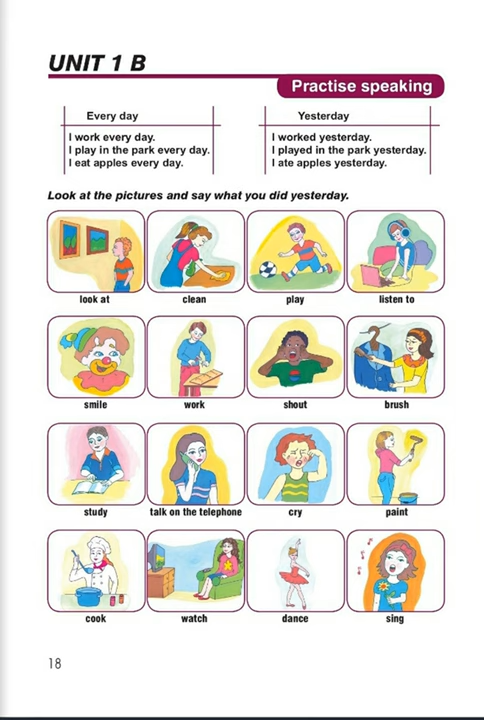 UNIT 1 B
Practise speaking
Every day
I work every day.
I play in the park every day.
I eat apples every day.
Yesterday
I worked yesterday.
I played in the park yesterday.
I ate apples yesterday.
Look at the pictures and say what you did yesterday.
look at
clean
play
listen to
smile
work
shout
brush
study
talk on the telephone
cry
paint
cook
watch
dance
sing
18